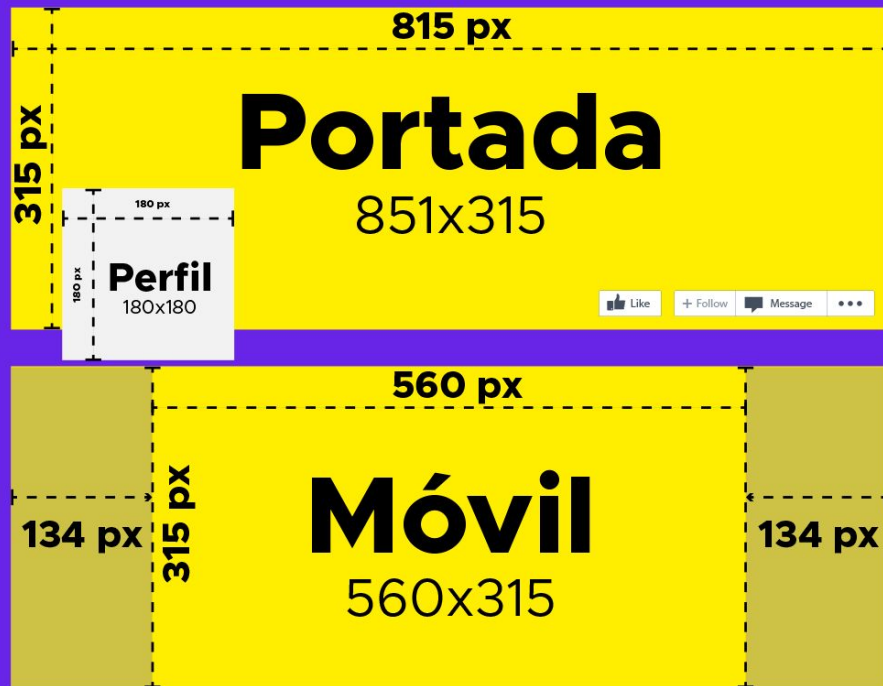 815 px
315 px
Portada
851x315
180 px
180 px
Perfil
180x180
Like
+ Follow
Message
560 px
315 px
Móvil
560x315
134 px
134 px